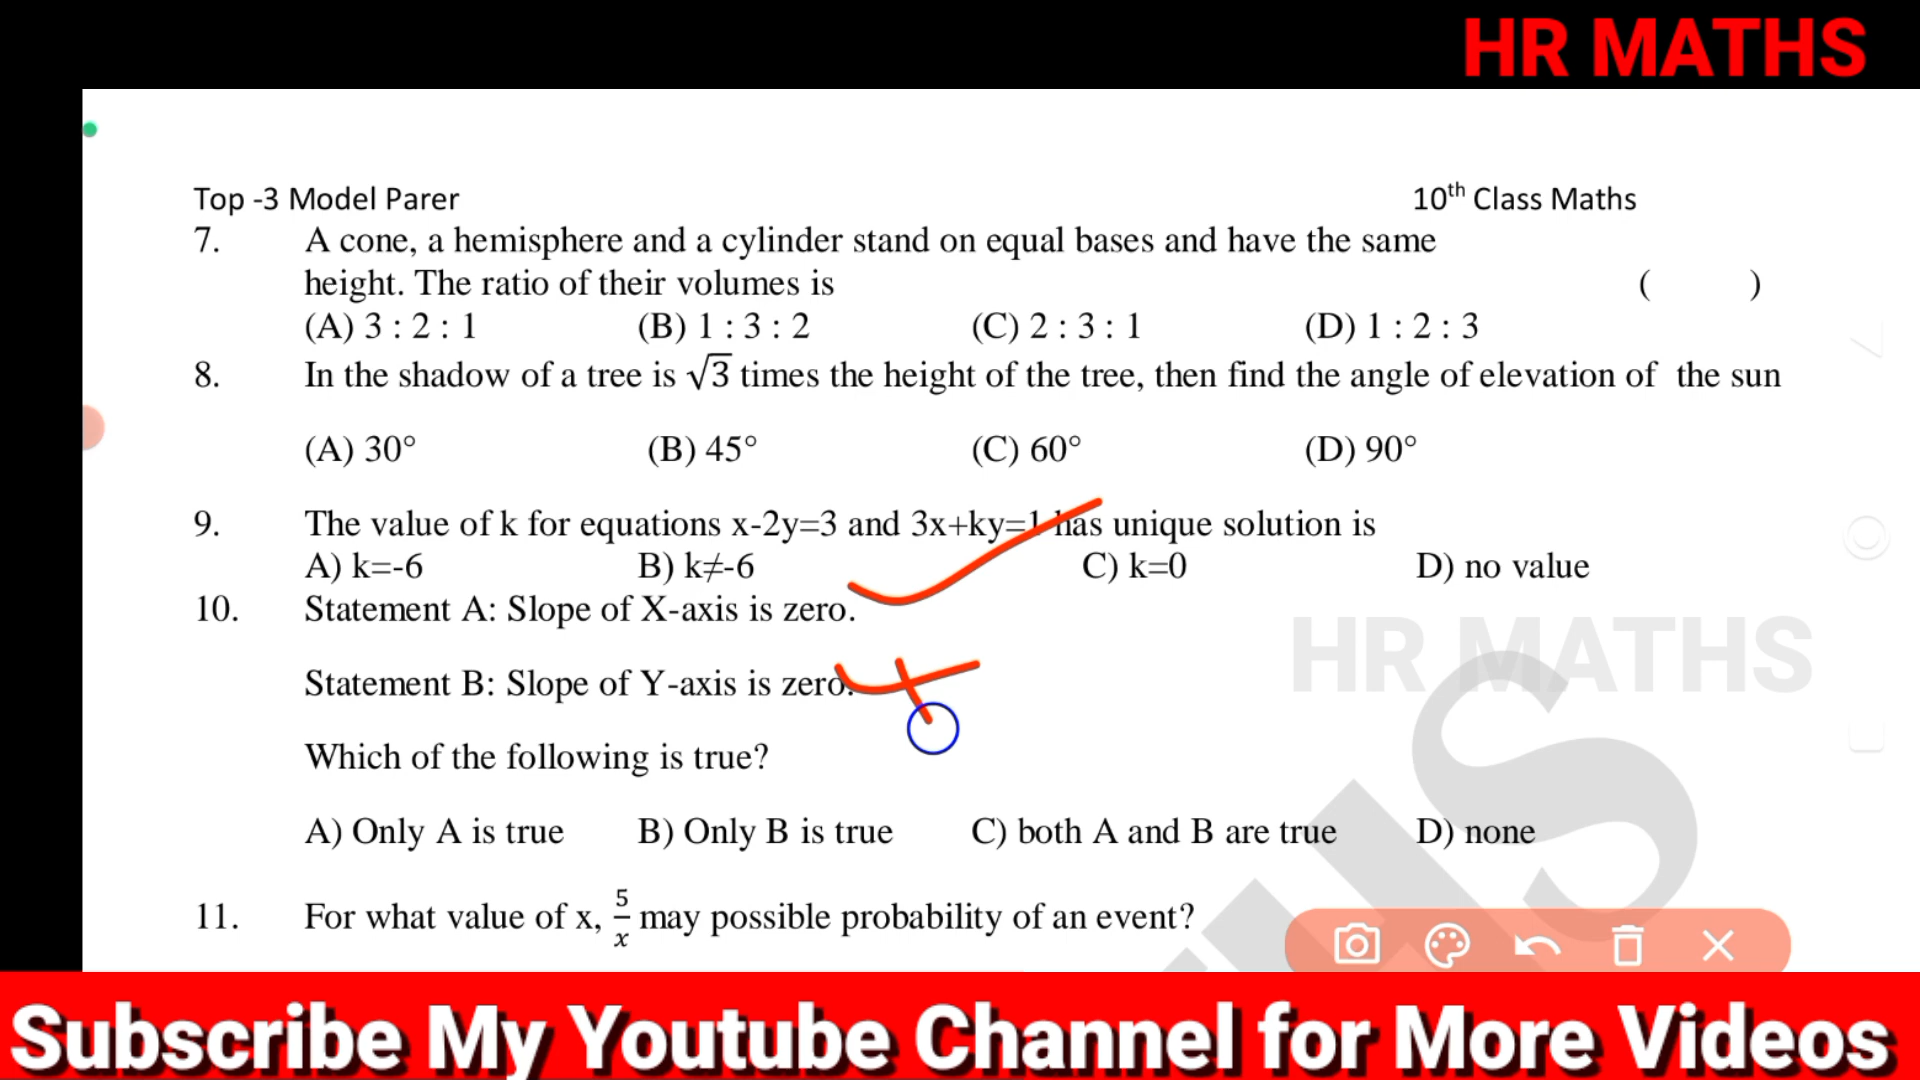 HR MATHS
Top -3 Model Parer 10th Class Maths
7. A cone, a hemisphere and a cylinder stand on equal bases and have the same
height. The ratio of their volumes is ( )
(A) 3 : 2 : 1 (B) 1 : 3 : 2 (C) 2 : 3 : 1 (D) 1 : 2 : 3
8. In the shadow of a tree is √3 times the height of the tree, then find the angle of elevation of the sun
(A) 30° (B) 45° (C) 60° (D) 90°
9. The value of k for equations x-2y=3 and 3x+ky=1 has unique solution is
A) k=-6 B) k≠-6 C) k=0 D) no value
10. Statement A: Slope of X-axis is zero.
HR MATHS
Statement B: Slope of Y-axis is zero.
Which of the following is true?
A) Only A is true B) Only B is true C) both A and B are true D) none
11. For what value of x, 5/x may possible probability of an event?
Subscribe My Youtube Channel for More Videos